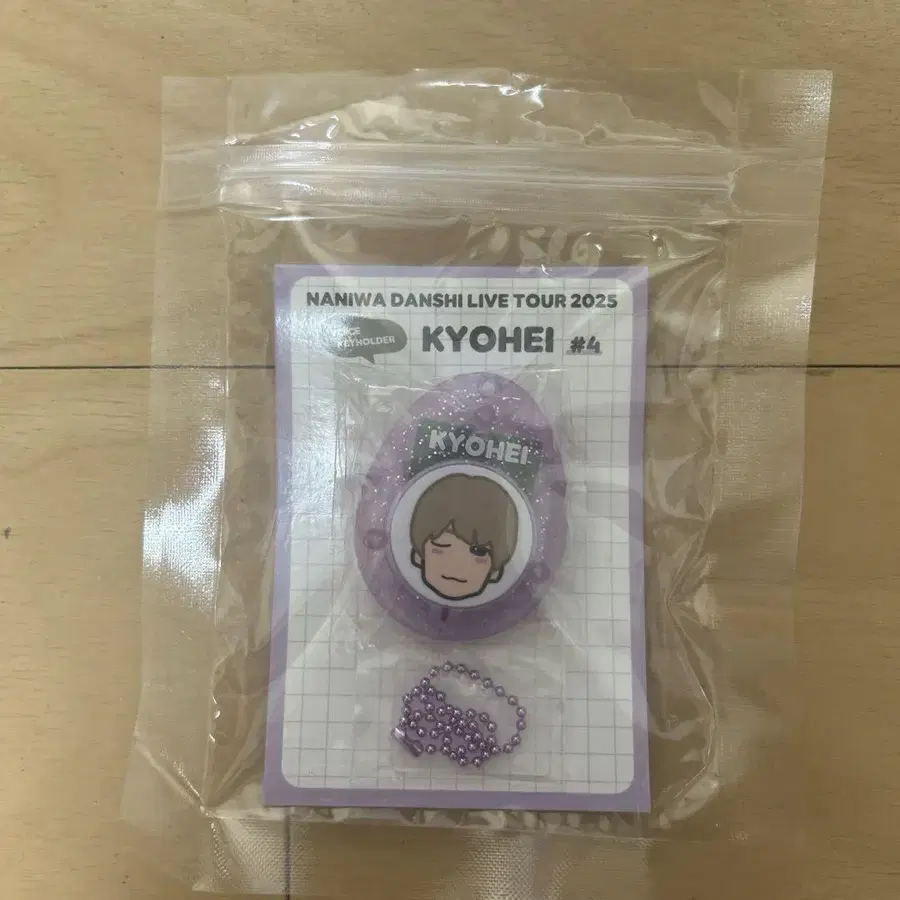 NANIWA DANSHI LIVE TOUR 2025
KEYHOLDER
KYOHEI #4
KYOHEI